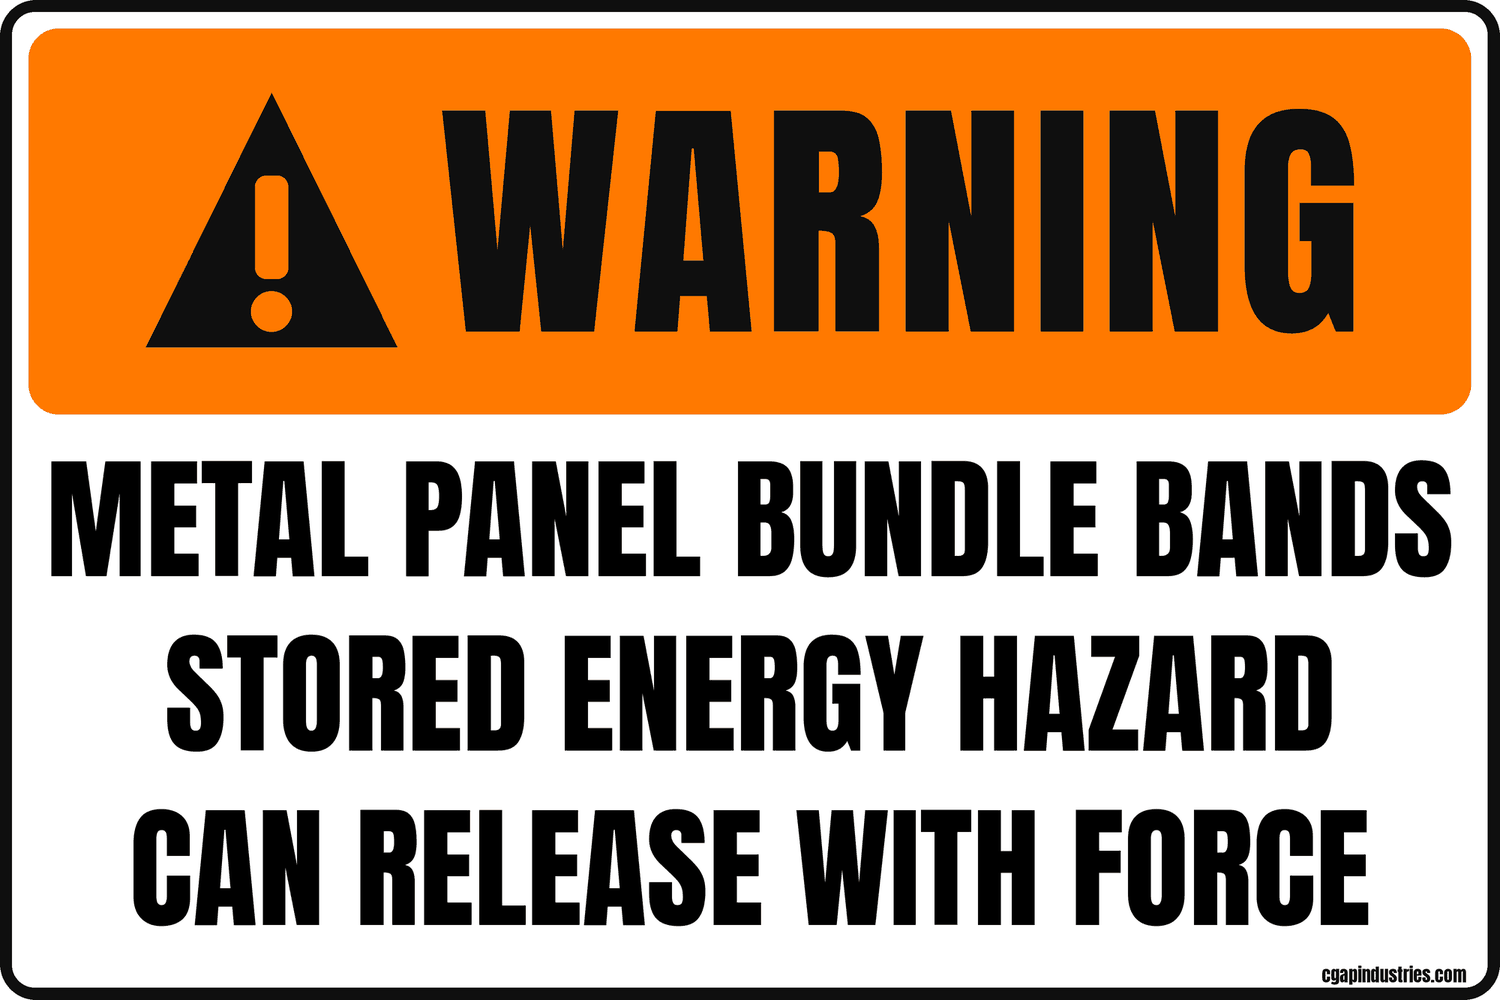 WARNING
METAL PANEL BUNDLE BANDS
STORED ENERGY HAZARD
CAN RELEASE WITH FORCE
cgapindustries.com